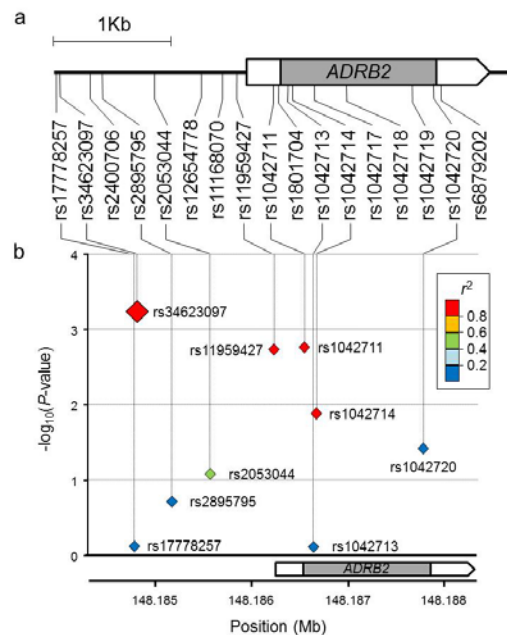 a
1Kb
ADRB2
rs17778257
rs34623097
rs2400706
rs2895795
rs2053044
rs12654778
rs11168070
rs11959427
rs1042711
rs1801704
rs1042713
rs1042714
rs1042717
rs1042718
rs1042719
rs1042720
rs6879202
b
4
3
2
1
0
-log10(P-value)
r2
0.8
0.6
0.4
0.2
rs34623097
rs11959427
rs1042711
rs1042714
rs1042720
rs2053044
rs2895795
rs17778257
rs1042713
ADRB2
148.185
148.186
148.187
148.188
Position (Mb)